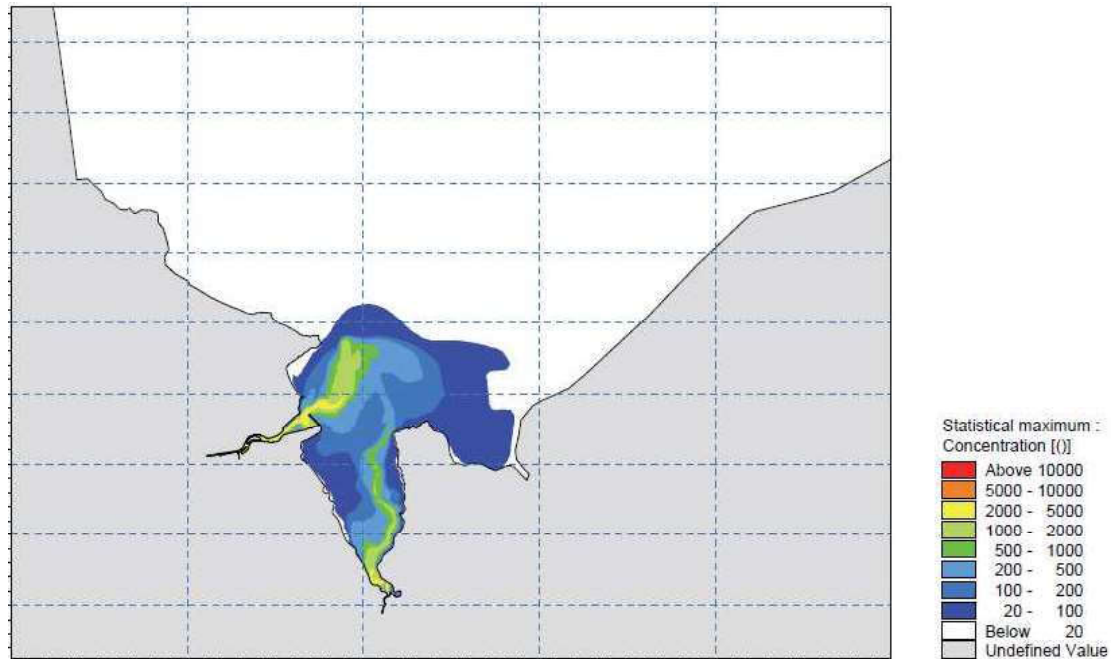 Statistical maximum :
Concentration [()]
Above 10000
5000 - 10000
2000 - 5000
1000 - 2000
500 - 1000
200 - 500
100 - 200
20 - 100
Below 20
Undefined Value